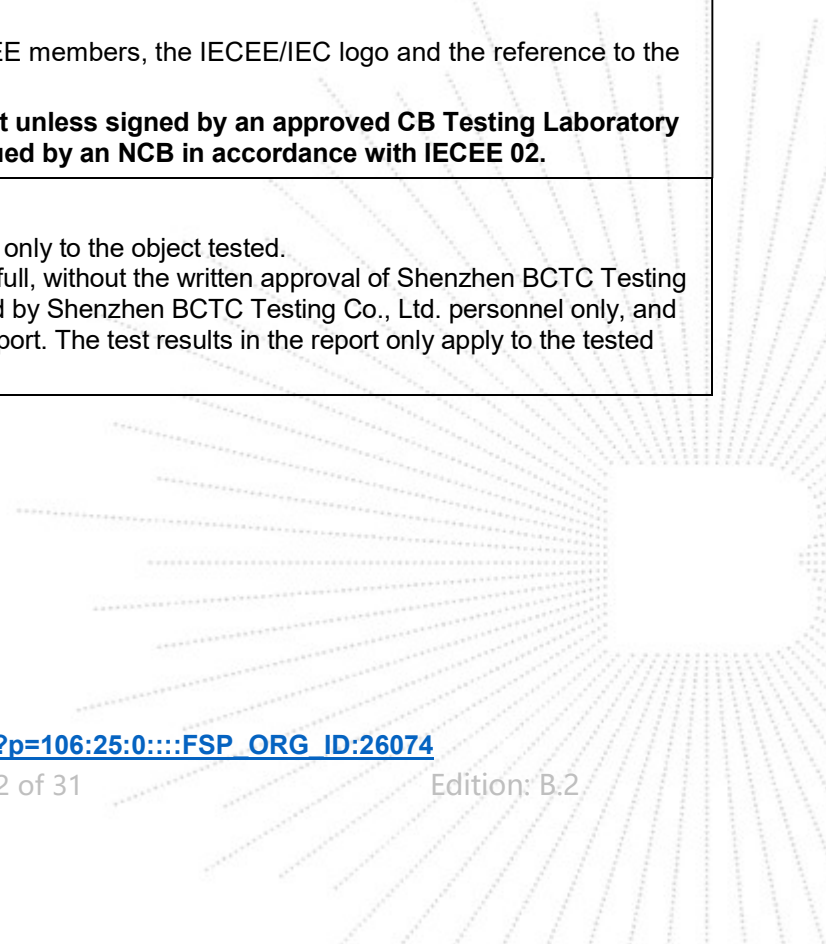 EE members, the IECEE/IEC logo and the reference to the
t unless signed by an approved CB Testing Laboratory
ued by an NCB in accordance with IECEE 02.
only to the object tested.
full, without the written approval of Shenzhen BCTC Testing
d by Shenzhen BCTC Testing Co., Ltd. personnel only, and
port. The test results in the report only apply to the tested
?p=106:25:0::::FSP_ORG_ID:26074
2 of 31 Edition: B.2